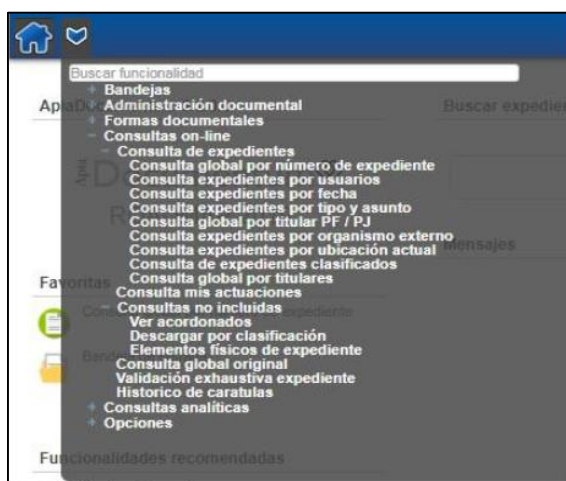 Buscar funcionalidad
Bandejas
Administración documental
Formas documentales
Consultas on-line
Consulta de expedientes
Consulta global por número de expediente
Consulta expedientes por usuarios
Consulta expedientes por fecha
Consulta expedientes por tipo y asunto
Consulta global por titular PF / PJ
Consulta expedientes por organismo externo
Consulta expedientes por ubicación actual
Consulta de expedientes clasificados
Consulta global por titulares
Consulta mis actuaciones
Consultas no incluidas
Ver acordonados
Descargar por clasificación
Elementos físicos de expediente
Consulta global original
Validación exhaustiva expediente
Historico de caratulas
Consultas analíticas
Opciones
Buscar expedien
Mensajes
Favoritas
Funcionalidades recomendadas